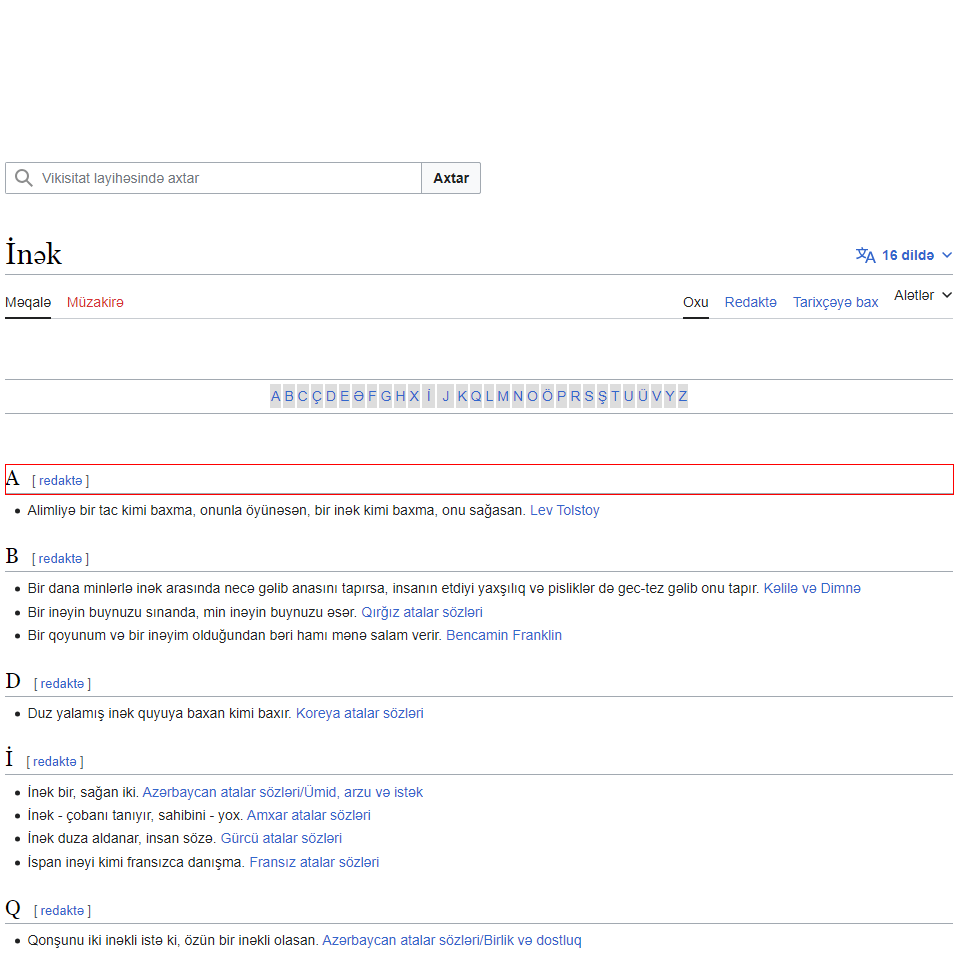 Vikisitat layihəsində axtar
Axtar
İnək
16 dildə
Məqalə Müzakirə Oxu Redaktə Tarixçəyə bax Alətlər
A B C Ç D E Ə F G H X İ J K Q L M N O Ö P R S Ş T U Ü V Y Z
A [ redaktə ]
Alimliyə bir tac kimi baxma, onunla öyünəsən, bir inək kimi baxma, onu sağasan. Lev Tolstoy
B [ redaktə ]
Bir dana minlərlə inək arasında necə gəlib anasını tapırsa, insanın etdiyi yaxşılıq və pisliklər də gec-tez gəlib onu tapır. Kəlilə və Dimnə
Bir inəyin buynuzu sınanda, min inəyin buynuzu əsər. Qırğız atalar sözləri
Bir qoyunum və bir inəyim olduğundan bəri hamı mənə salam verir. Bencamin Franklin
D [ redaktə ]
Duz yalamış inək quyuya baxan kimi baxır. Koreya atalar sözləri
İ [ redaktə ]
İnək bir, sağan iki. Azərbaycan atalar sözləri/Ümid, arzu və istək
İnək - çobanı tanıyır, sahibini - yox. Amxar atalar sözləri
İnək duza aldanar, insan sözə. Gürcü atalar sözləri
İspan inəyi kimi fransızca danışma. Fransız atalar sözləri
Q [ redaktə ]
Qonşunu iki inəkli istə ki, özün bir inəkli olasan. Azərbaycan atalar sözləri/Birlik və dostluq